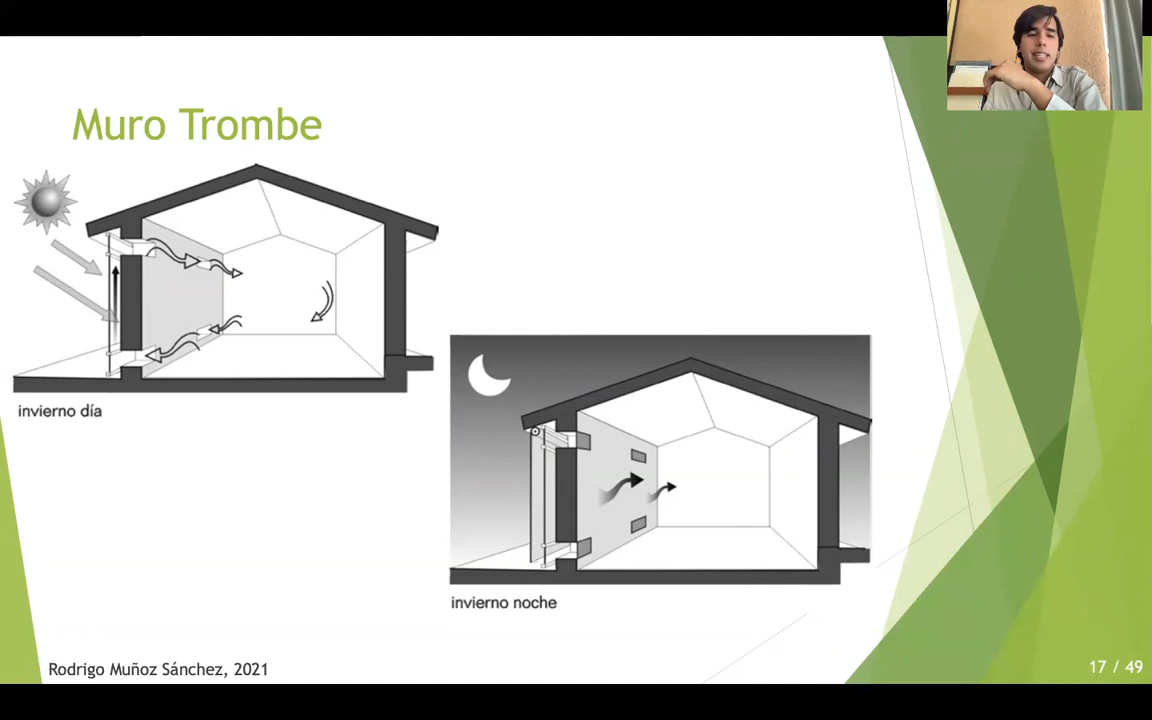 Muro Trombe
invierno día
invierno noche
Rodrigo Muñoz Sánchez, 2021
17 / 49